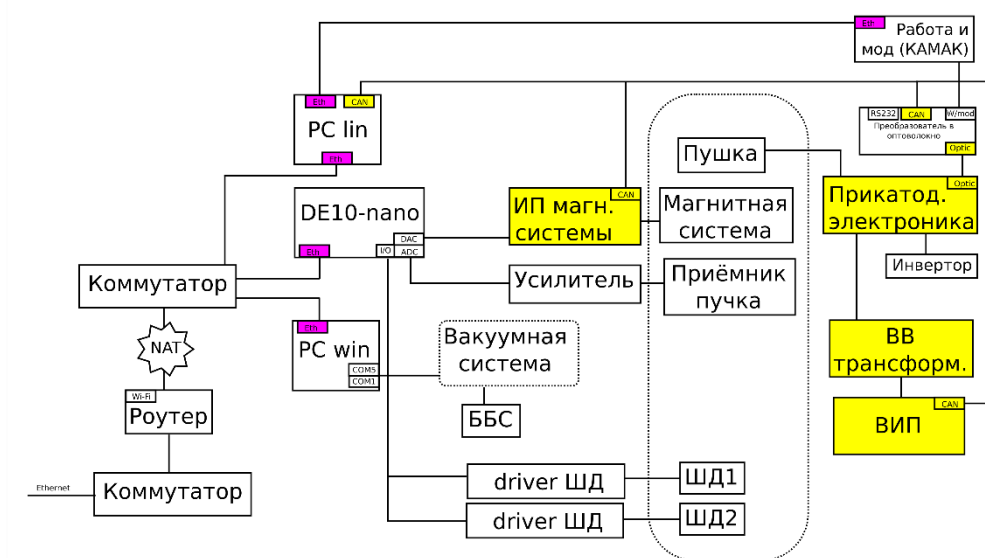 Eth
Работа и
мод (КАМАК)
Eth
CAN
PC lin
Eth
RS232
CAN
W/mod
Преобразователь в
оптоволокно
Optic
Пушка
Optic
Прикатод.
электроника
DE10-nano
DAC
I/O
ADC
Eth
CAN
ИП магн.
системы
Магнитная
система
Инвертор
Коммутатор
Усилитель
Приёмник
пучка
Eth
PC win
COM5
COM1
Вакуумная
система
ВВ
трансформ.
NAT
Wi-Fi
Роутер
ББС
CAN
ВИП
Ethernet
Коммутатор
driver ШД
ШД1
driver ШД
ШД2